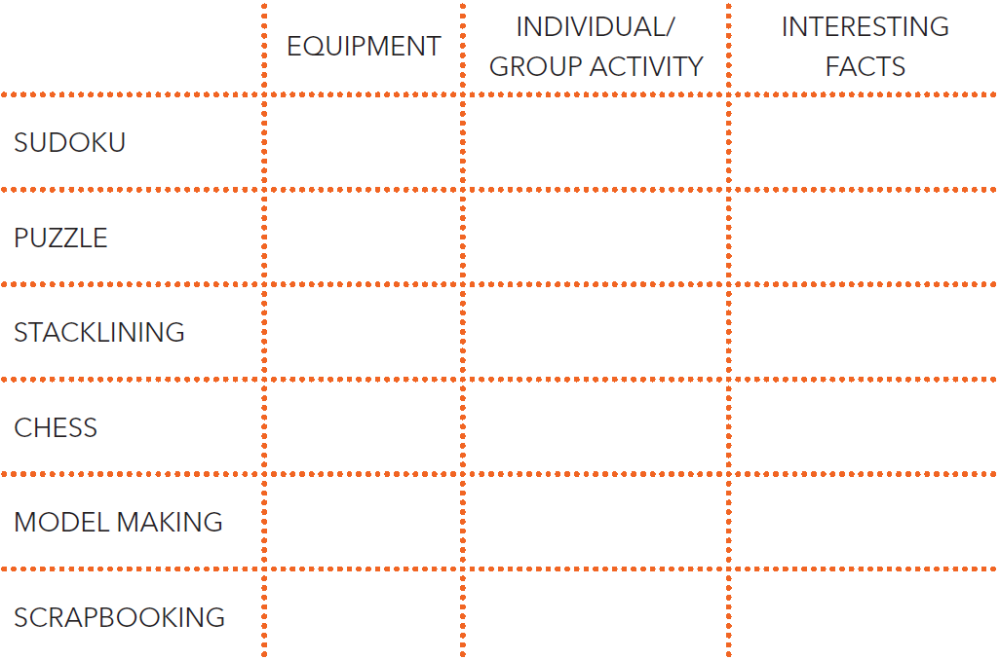 EQUIPMENT
INDIVIDUAL/
GROUP ACTIVITY
INTERESTING
FACTS
SUDOKU
PUZZLE
STACKLINING
CHESS
MODEL MAKING
SCRAPBOOKING